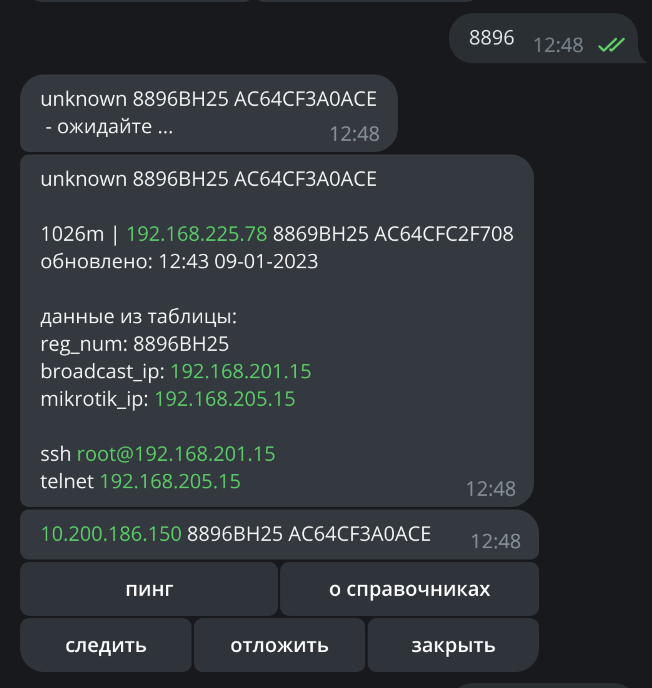 8896 12:48
unknown 8896BH25 AC64CF3A0ACE
- ожидайте ... 12:48
unknown 8896BH25 AC64CF3A0ACE
1026m | 192.168.225.78 8869BH25 AC64CFC2F708
обновлено: 12:43 09-01-2023
данные из таблицы:
reg_num: 8896BH25
broadcast_ip: 192.168.201.15
mikrotik_ip: 192.168.205.15
ssh root@192.168.201.15
telnet 192.168.205.15 12:48
10.200.186.150 8896BH25 AC64CF3A0ACE 12:48
пинг о справочниках
следить отложить закрыть